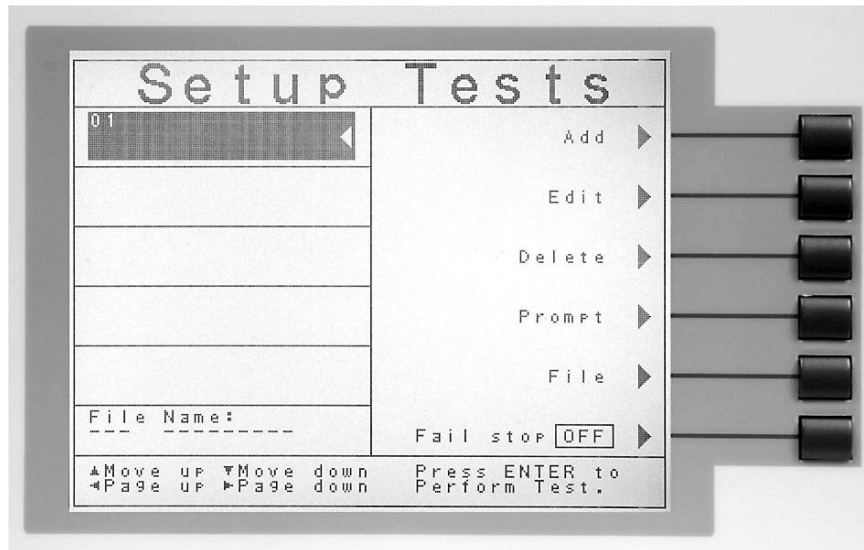 Setup Tests
01
Add
Edit
Delete
Prompt
File
File Name:
Fail stop OFF
▲Move up ▼Move down
◄Page up ►Page down
Press ENTER to
Perform Test.